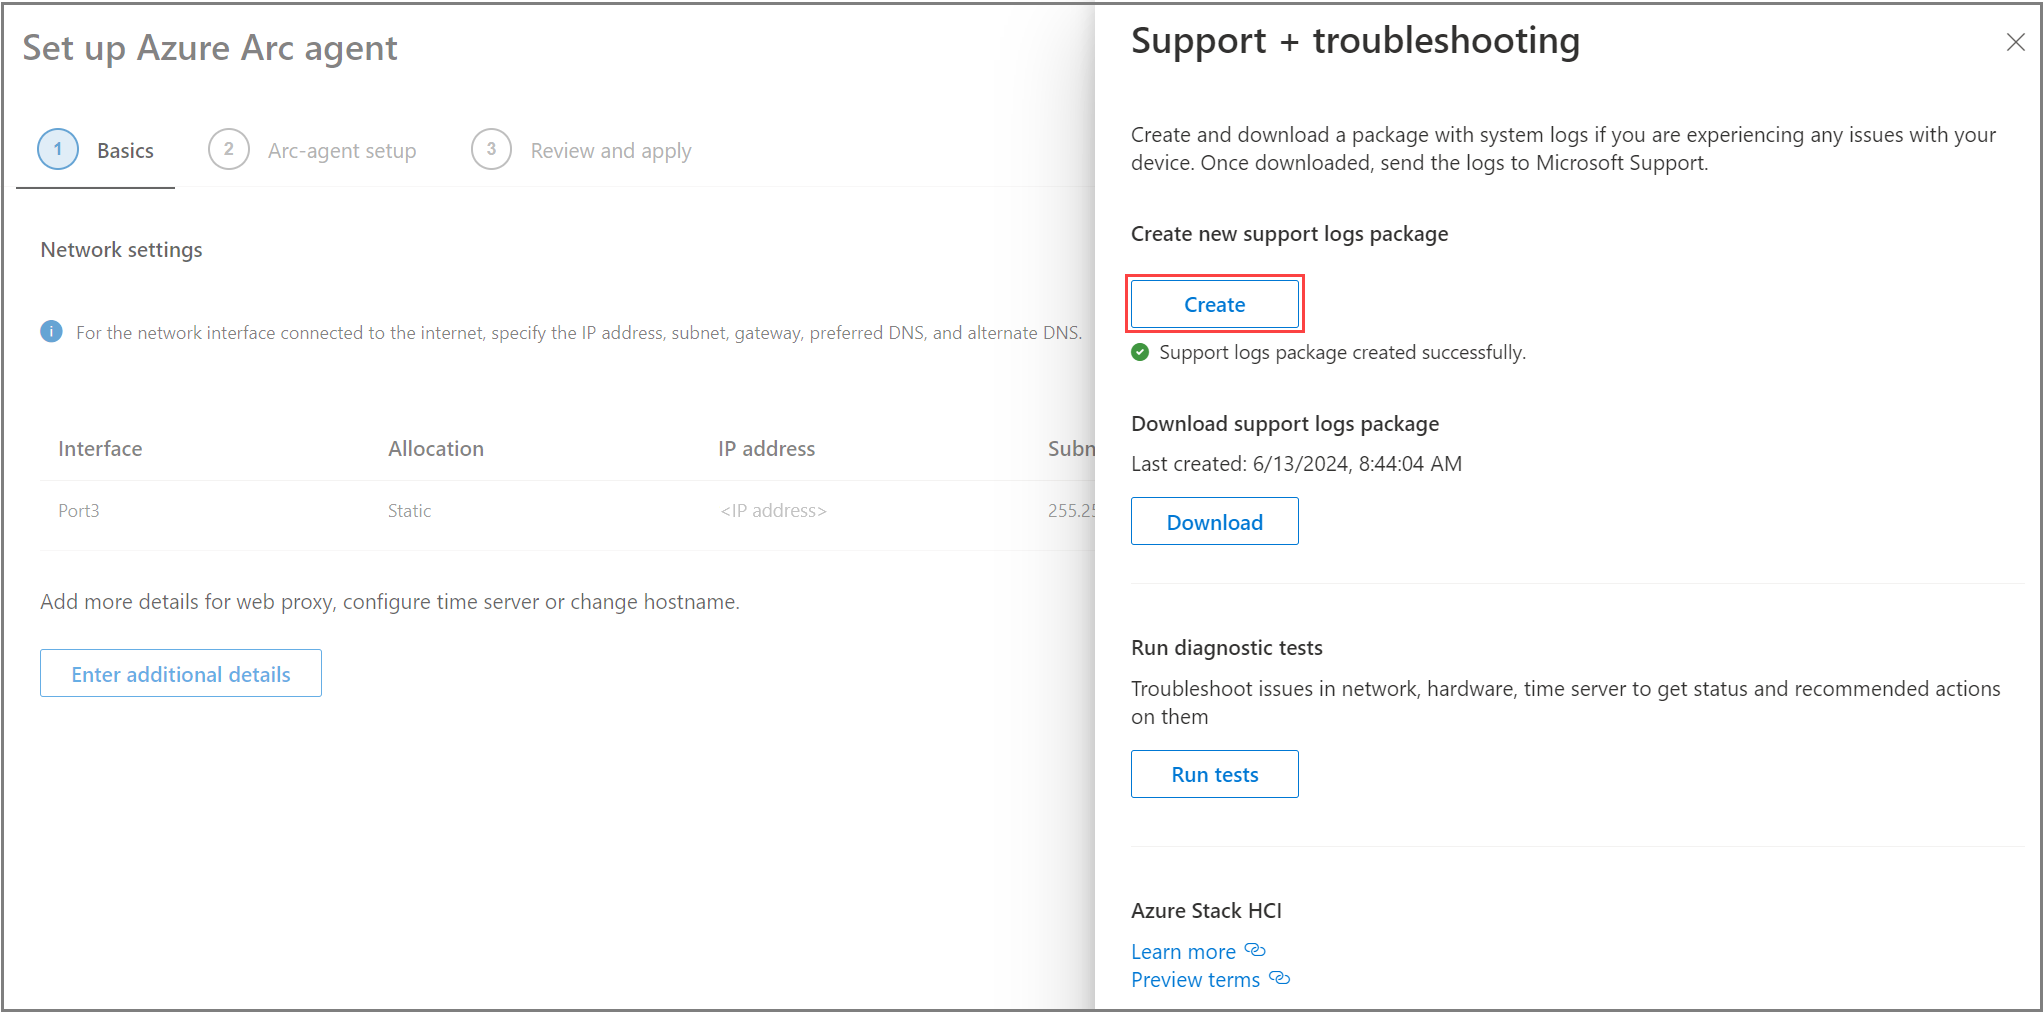 Set up Azure Arc agent
1 Basics
2 Arc-agent setup
3 Review and apply
Network settings
For the network interface connected to the internet, specify the IP address, subnet, gateway, preferred DNS, and alternate DNS.
Interface Allocation IP address Subn
Port3 Static <IP address> 255.25
Add more details for web proxy, configure time server or change hostname.
Enter additional details
Support + troubleshooting
Create and download a package with system logs if you are experiencing any issues with your
device. Once downloaded, send the logs to Microsoft Support.
Create new support logs package
Create
Support logs package created successfully.
Download support logs package
Last created: 6/13/2024, 8:44:04 AM
Download
Run diagnostic tests
Troubleshoot issues in network, hardware, time server to get status and recommended actions
on them
Run tests
Azure Stack HCI
Learn more
Preview terms